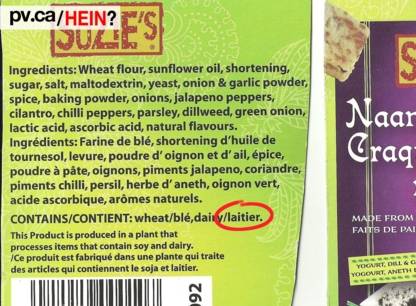 pv.ca/HEIN?
SUZIE'S
Ingredients: Wheat flour, sunflower oil, shortening,
sugar, salt, maltodextrin, yeast, onion & garlic powder,
spice, baking powder, onions, jalapeno peppers,
cilantro, chilli peppers, parsley, dillweed, green onion,
lactic acid, ascorbic acid, natural flavours.
Ingrédients: Farine de blé, shortening d'huile de
tournesol, levure, poudre d' oignon et d' ail, épice,
poudre à pâte, oignons, piments jalapeno, coriandre,
piments chilli, persil, herbe d' aneth, oignon vert,
acide ascorbique, arômes naturels.
CONTAINS/CONTIENT: wheat/blé,dairy/laitier.
This Product is produced in a plant that
processes items that contain soy and dairy.
/Ce produit est fabriqué dans une plante qui traite
des articles qui contiennent le soja et laitier.
92
Naan
Craq
MADE FROM
FAITS DE PAI
YOGURT, DILL & G
YOGOURT, ANETH E